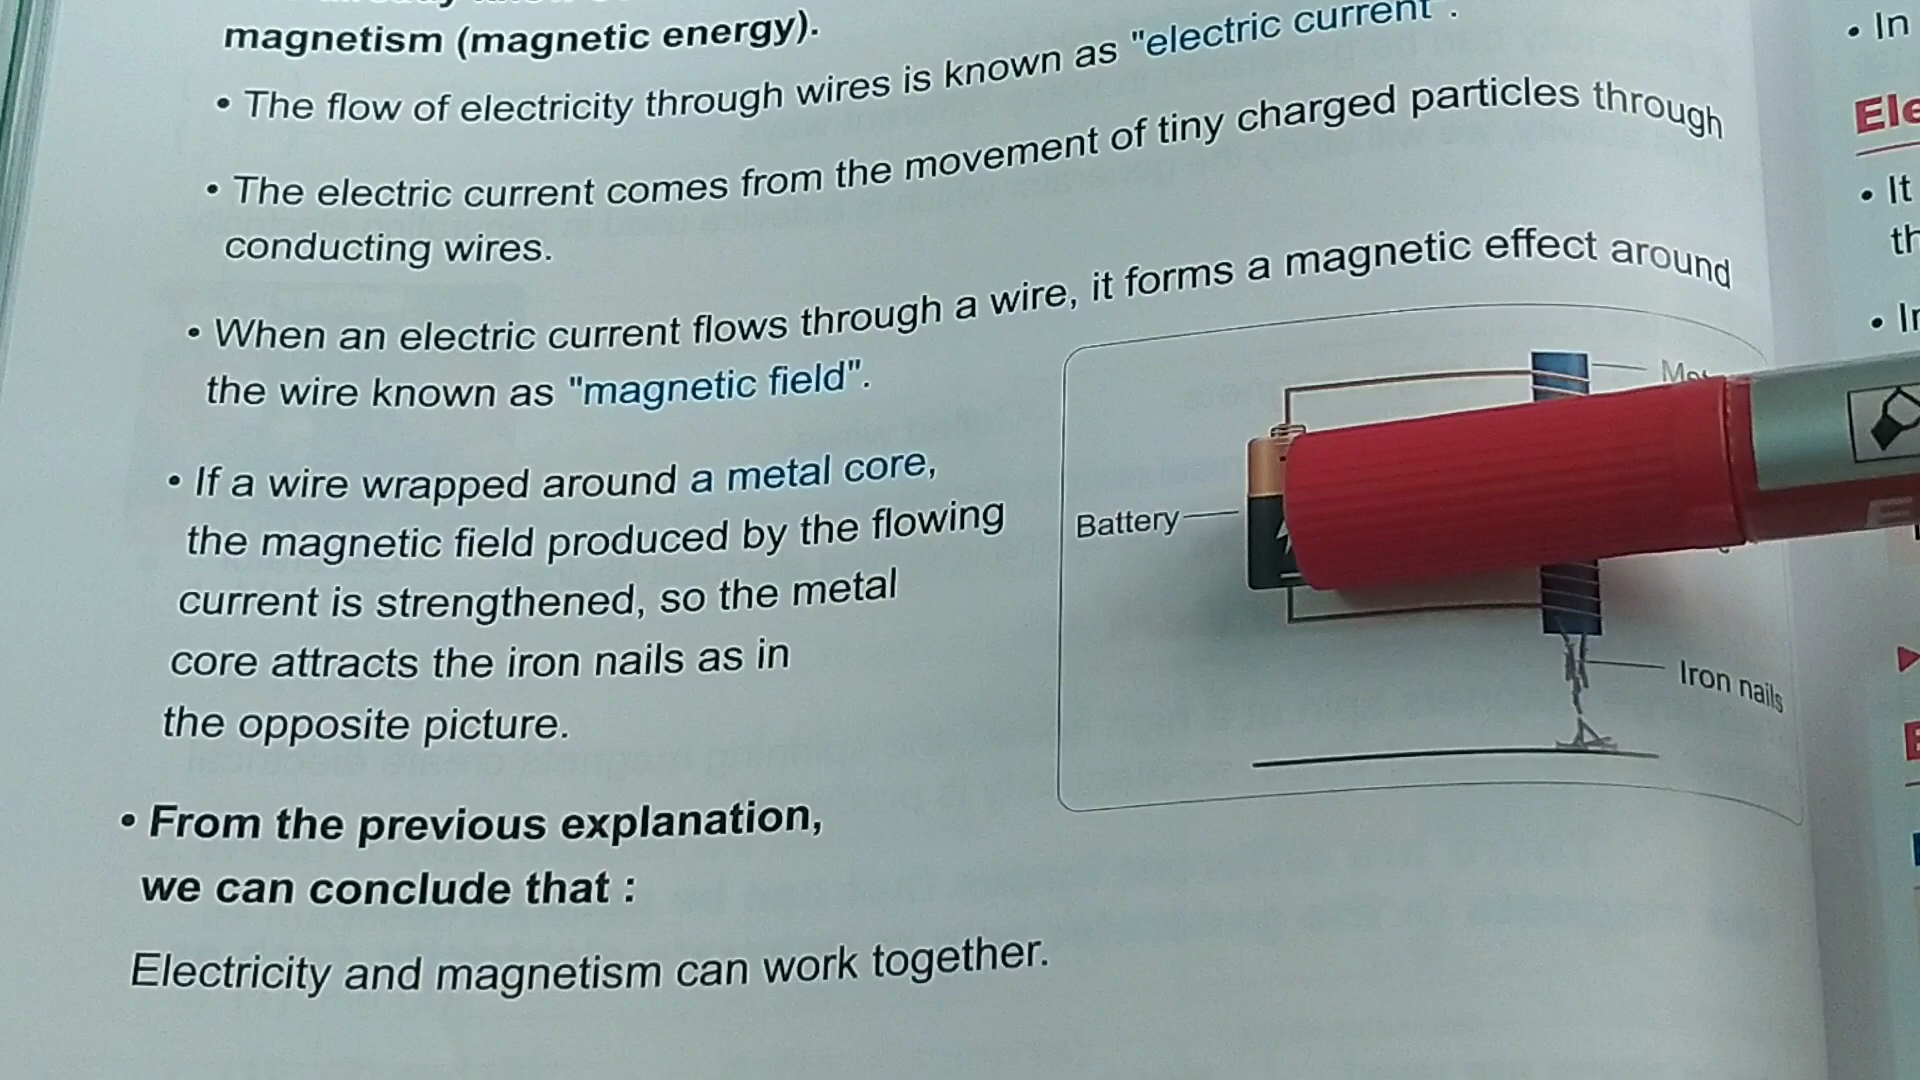 magnetism (magnetic energy).
• The flow of electricity through wires is known as "electric current".
• The electric current comes from the movement of tiny charged particles through
conducting wires.
• When an electric current flows through a wire, it forms a magnetic effect around
the wire known as "magnetic field".
• If a wire wrapped around a metal core,
the magnetic field produced by the flowing
current is strengthened, so the metal
core attracts the iron nails as in
the opposite picture.
Battery
Iron nails
• From the previous explanation,
we can conclude that :
Electricity and magnetism can work together.
• In
• It